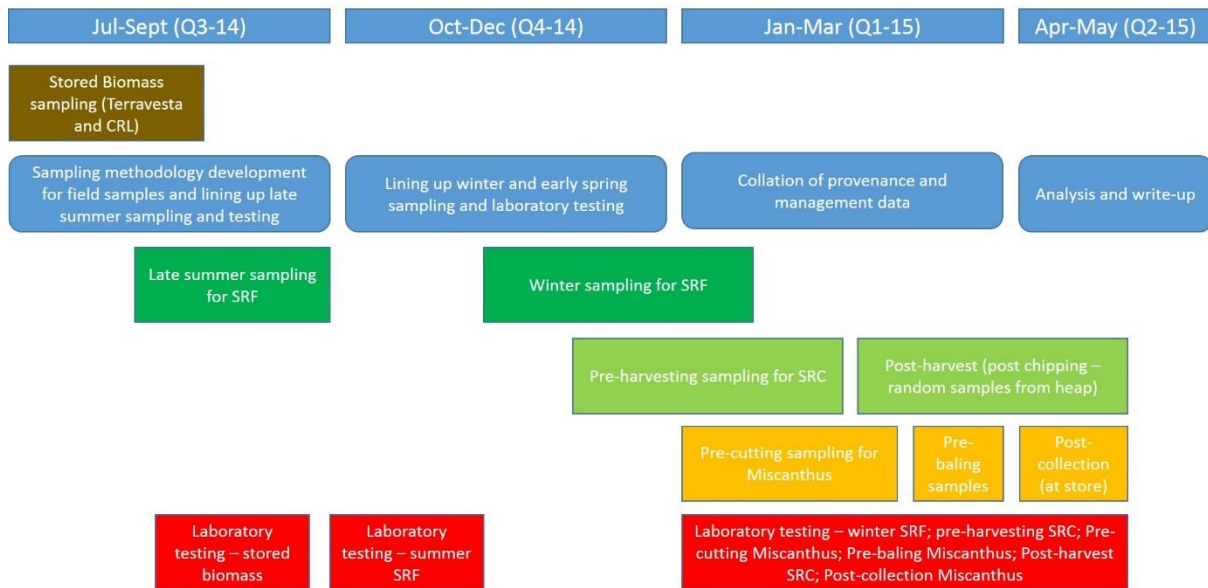 Jul-Sept (Q3-14)
Oct-Dec (Q4-14)
Jan-Mar (Q1-15)
Apr-May (Q2-15)
Stored Biomass
sampling (Terravesta
and CRL)
Sampling methodology development
for field samples and lining up late
summer sampling and testing
Lining up winter and early spring
sampling and laboratory testing
Collation of provenance and
management data
Analysis and write-up
Late summer sampling
for SRF
Winter sampling for SRF
Pre-harvesting sampling for SRC
Post-harvest (post chipping –
random samples from heap)
Pre-cutting sampling for
Miscanthus
Pre-
baling
samples
Post-
collection
(at store)
Laboratory
testing – stored
biomass
Laboratory
testing – summer
SRF
Laboratory testing – winter SRF; pre-harvesting SRC; Pre-
cutting Miscanthus; Pre-baling Miscanthus; Post-harvest
SRC; Post-collection Miscanthus